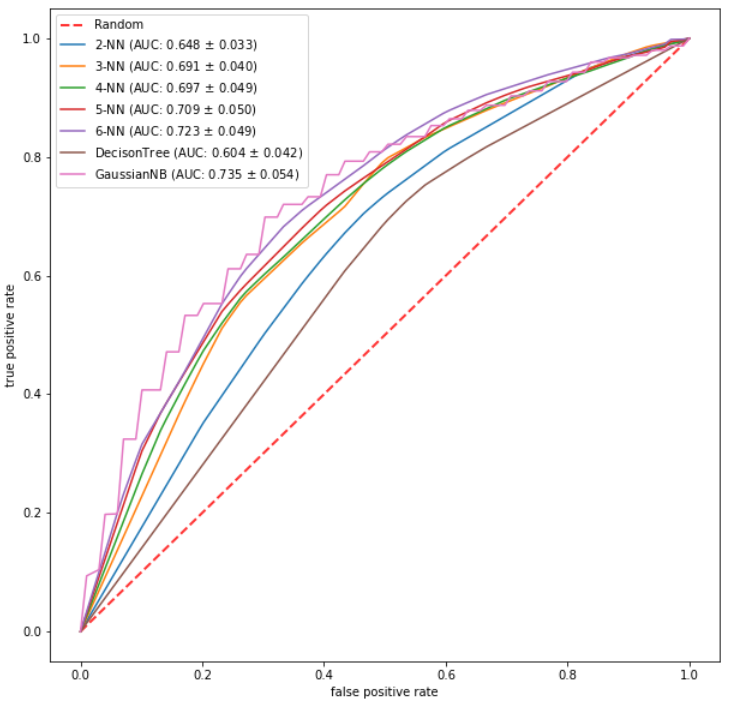 Random
2-NN (AUC: 0.648 ± 0.033)
3-NN (AUC: 0.691 ± 0.040)
4-NN (AUC: 0.697 ± 0.049)
5-NN (AUC: 0.709 ± 0.050)
6-NN (AUC: 0.723 ± 0.049)
DecisonTree (AUC: 0.604 ± 0.042)
GaussianNB (AUC: 0.735 ± 0.054)
1.0
0.8
0.6
0.4
0.2
0.0
true positive rate
0.0 0.2 0.4 0.6 0.8 1.0
false positive rate